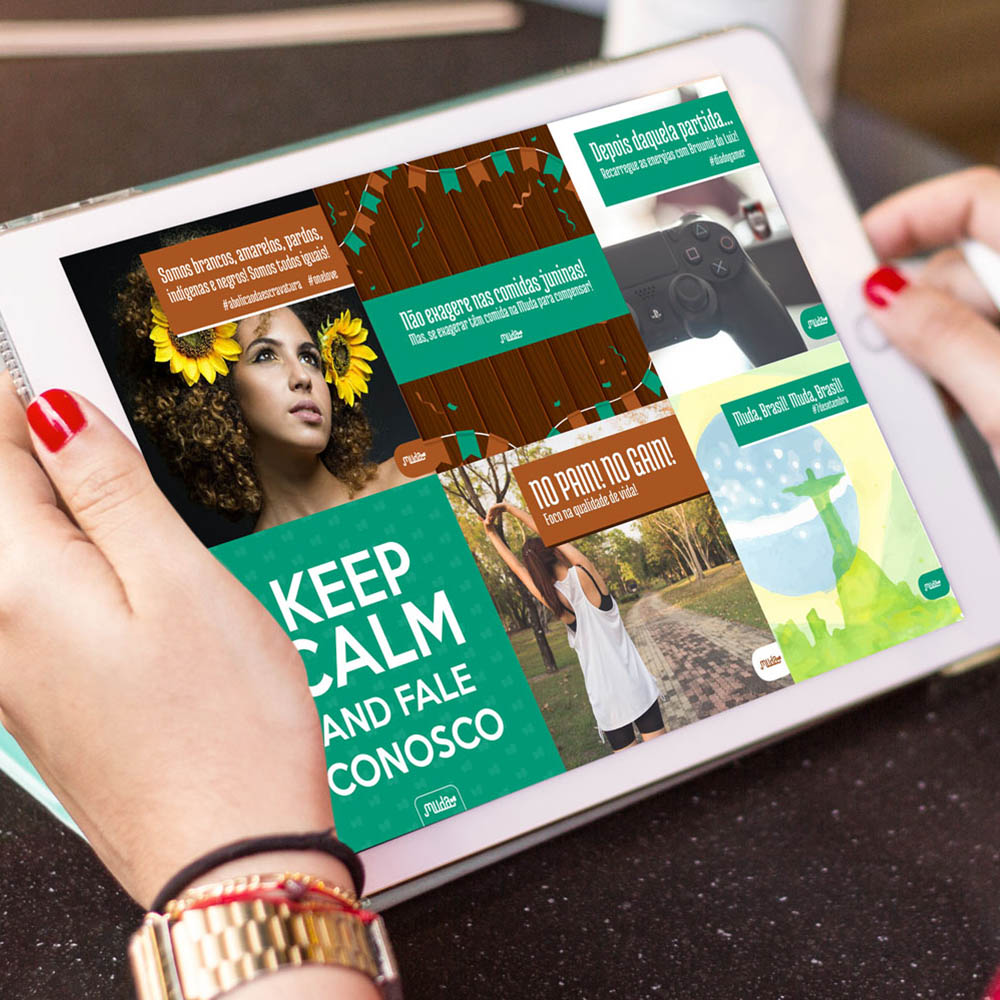 Somos brancos, amarelos, pardos,
indígenas e negros! Somos todos iguais!
#abolicaodaescravatura #onelove
muda
Não exagere nas comidas juninas!
Mas, se exagerar têm comida na Muda para compensar!
muda
Depois daquela partida...
Recarregue as energias com Brownie do Luiz!
#diadogamer
muda
KEEP
CALM
AND FALE
CONOSCO
muda
NO PAIN! NO GAIN!
Foco na qualidade de vida!
muda
Muda, Brasil! Muda, Brasil!
#7desetembro
muda